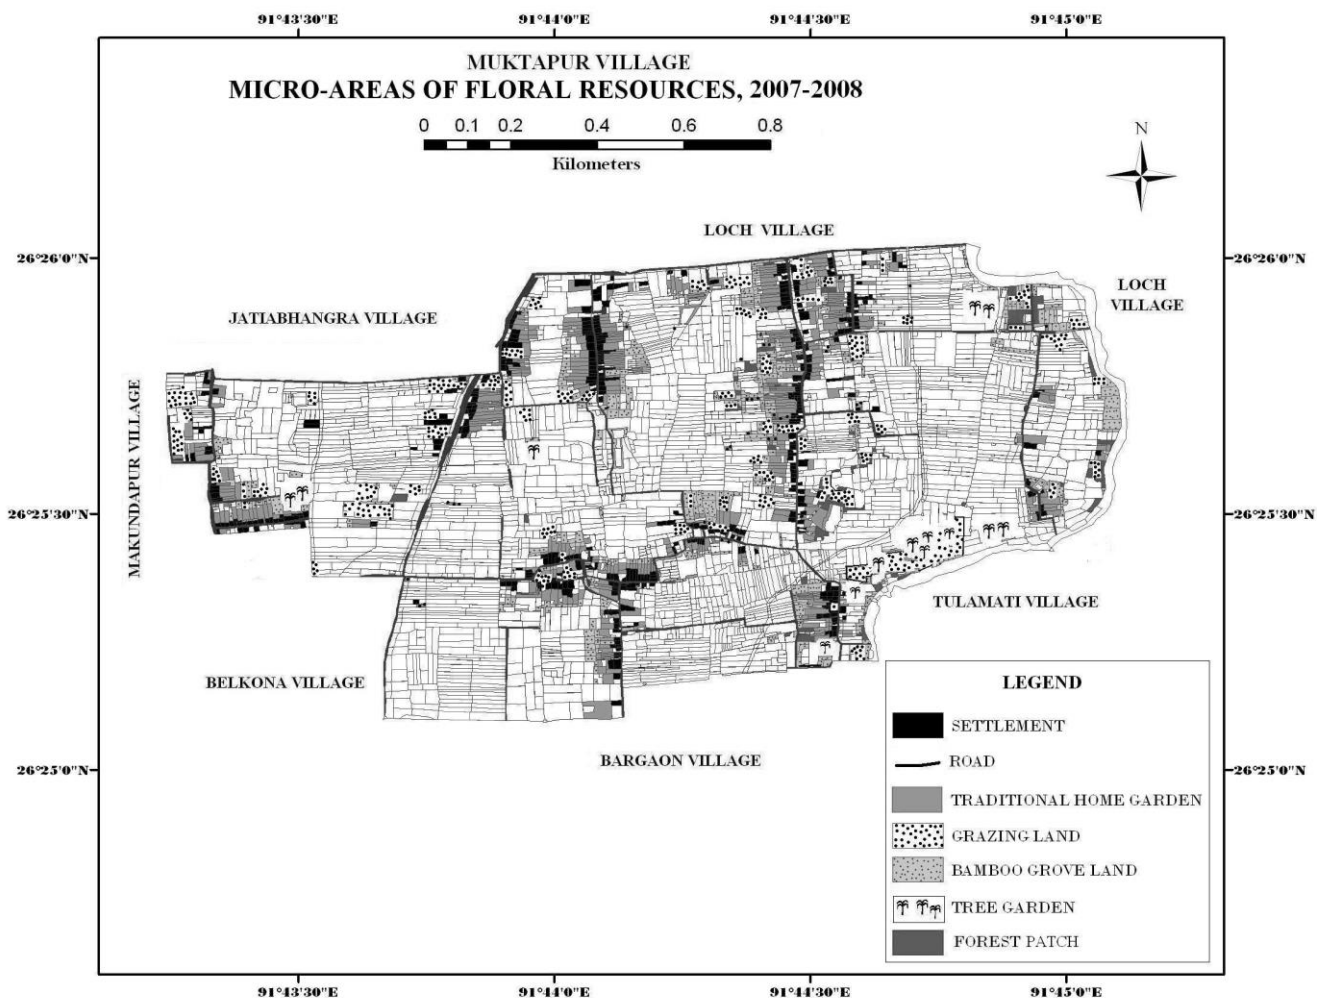 91°43'30"E 91°44'0"E 91°44'30"E 91°45'0"E
MUKTAPUR VILLAGE
MICRO-AREAS OF FLORAL RESOURCES, 2007-2008
0 0.1 0.2 0.4 0.6 0.8
Kilometers
N
LOCH VILLAGE
26°26'0"N 26°26'0"N
LOCH
VILLAGE
JATIABHANGRA VILLAGE
MAKUNDAPUR VILLAGE
26°25'30"N 26°25'30"N
TULAMATI VILLAGE
BELKONA VILLAGE
BARGAON VILLAGE
26°25'0"N 26°25'0"N
LEGEND
SETTLEMENT
ROAD
TRADITIONAL HOME GARDEN
GRAZING LAND
BAMBOO GROVE LAND
TREE GARDEN
FOREST PATCH
91°43'30"E 91°44'0"E 91°44'30"E 91°45'0"E